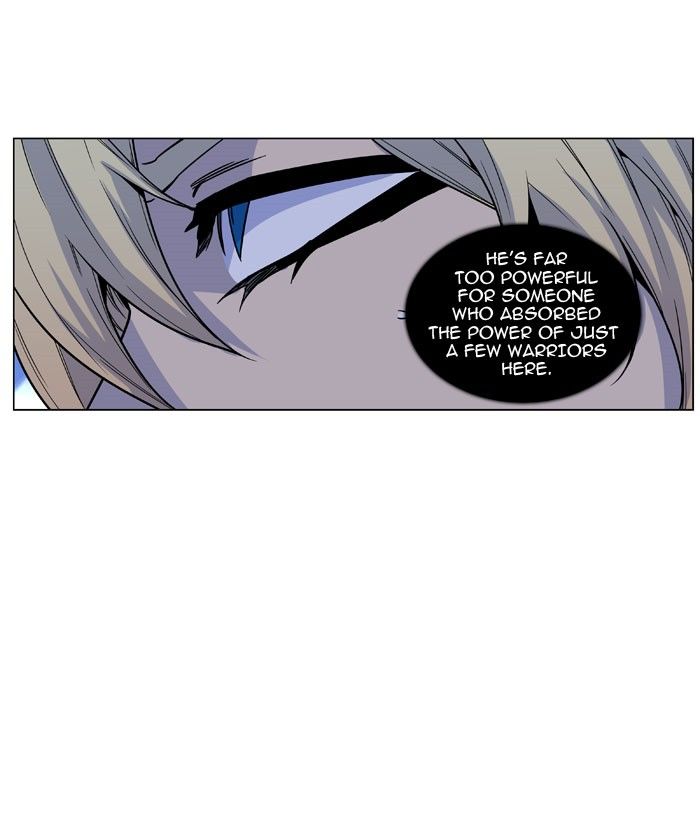 HE'S FAR
TOO POWERFUL
FOR SOMEONE
WHO ABSORBED
THE POWER OF JUST
A FEW WARRIORS
HERE.